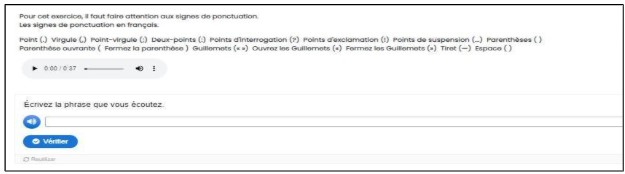 Pour cet exercice, il faut faire attention aux signes de ponctuation.
Les signes de ponctuation en français.
Point (.) Virgule (,) Point-virgule (;) Deux-points (:) Points d'interrogation (?) Points d'exclamation (!) Points de suspension (…) Parenthèses ( )
Parenthèse ouvrante ( Fermez la parenthèse ) Guillemets (« ») Ouvrez les Guillemets («) Fermez les Guillemets (») Tiret (—) Espace ( )
0:00 / 0:37
Écrivez la phrase que vous écoutez.
Vérifier